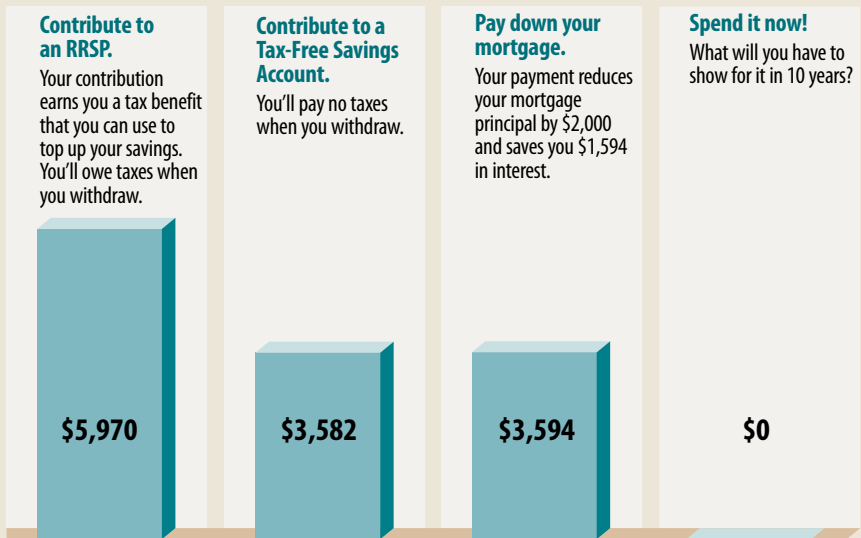 Contribute to
an RRSP.
Your contribution
earns you a tax benefit
that you can use to
top up your savings.
You'll owe taxes when
you withdraw.
$5,970
Contribute to a
Tax-Free Savings
Account.
You'll pay no taxes
when you withdraw.
$3,582
Pay down your
mortgage.
Your payment reduces
your mortgage
principal by $2,000
and saves you $1,594
in interest.
$3,594
Spend it now!
What will you have to
show for it in 10 years?
$0